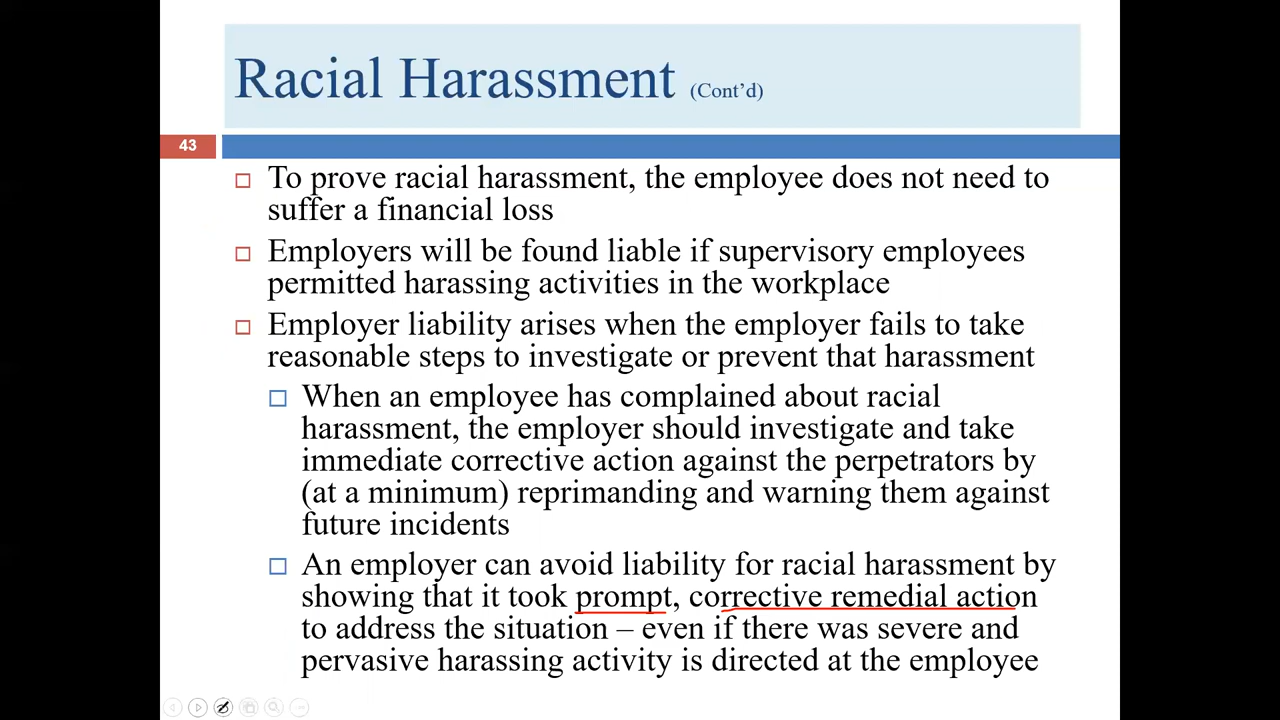 Racial Harassment (Cont’d)
43
To prove racial harassment, the employee does not need to
suffer a financial loss
Employers will be found liable if supervisory employees
permitted harassing activities in the workplace
Employer liability arises when the employer fails to take
reasonable steps to investigate or prevent that harassment
When an employee has complained about racial
harassment, the employer should investigate and take
immediate corrective action against the perpetrators by
(at a minimum) reprimanding and warning them against
future incidents
An employer can avoid liability for racial harassment by
showing that it took prompt, corrective remedial action
to address the situation – even if there was severe and
pervasive harassing activity is directed at the employee